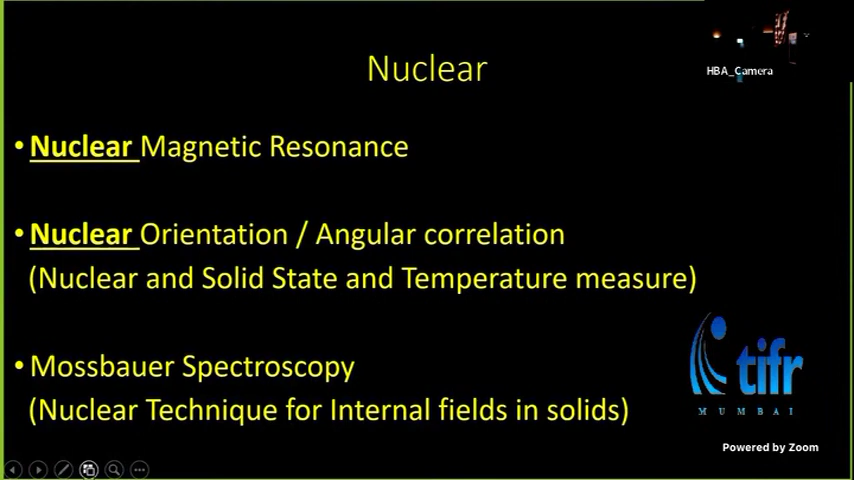 HBA_Camera
Nuclear
• Nuclear Magnetic Resonance
• Nuclear Orientation / Angular correlation
(Nuclear and Solid State and Temperature measure)
• Mossbauer Spectroscopy
(Nuclear Technique for Internal fields in solids)
tifr
MUMBAI
Powered by Zoom